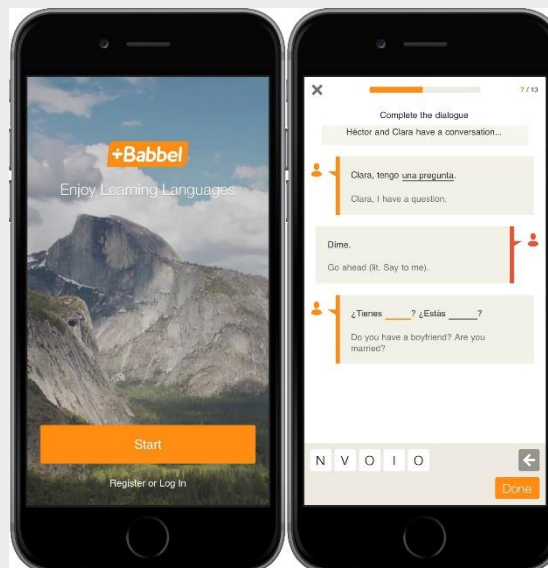 +Babbel
Enjoy Learning Languages
Start
Register or Log In
7 / 13
Complete the dialogue
Héctor and Clara have a conversation...
Clara, tengo una pregunta.
Clara, I have a question.
Dime.
Go ahead (lit. Say to me).
¿Tienes _____? ¿Estás ______?
Do you have a boyfriend? Are you
married?
N V O I O
Done